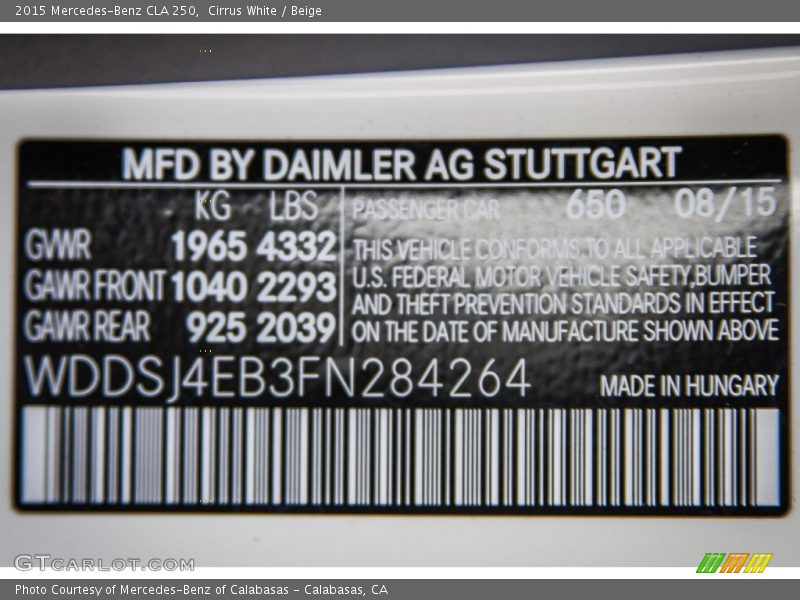 2015 Mercedes-Benz CLA 250,  Cirrus White / Beige
MFD BY DAIMLER AG STUTTGART
KG LBS
GWR 1965 4332
GAWR FRONT 1040 2293
GAWR REAR 925 2039
PASSENGER CAR 650 08/15
THIS VEHICLE CONFORMS TO ALL APPLICABLE
U.S. FEDERAL MOTOR VEHICLE SAFETY,BUMPER
AND THEFT PREVENTION STANDARDS IN EFFECT
ON THE DATE OF MANUFACTURE SHOWN ABOVE
WDDSJ4EB3FN284264
MADE IN HUNGARY
GTCARLOT.COM
Photo Courtesy of Mercedes-Benz of Calabasas - Calabasas, CA